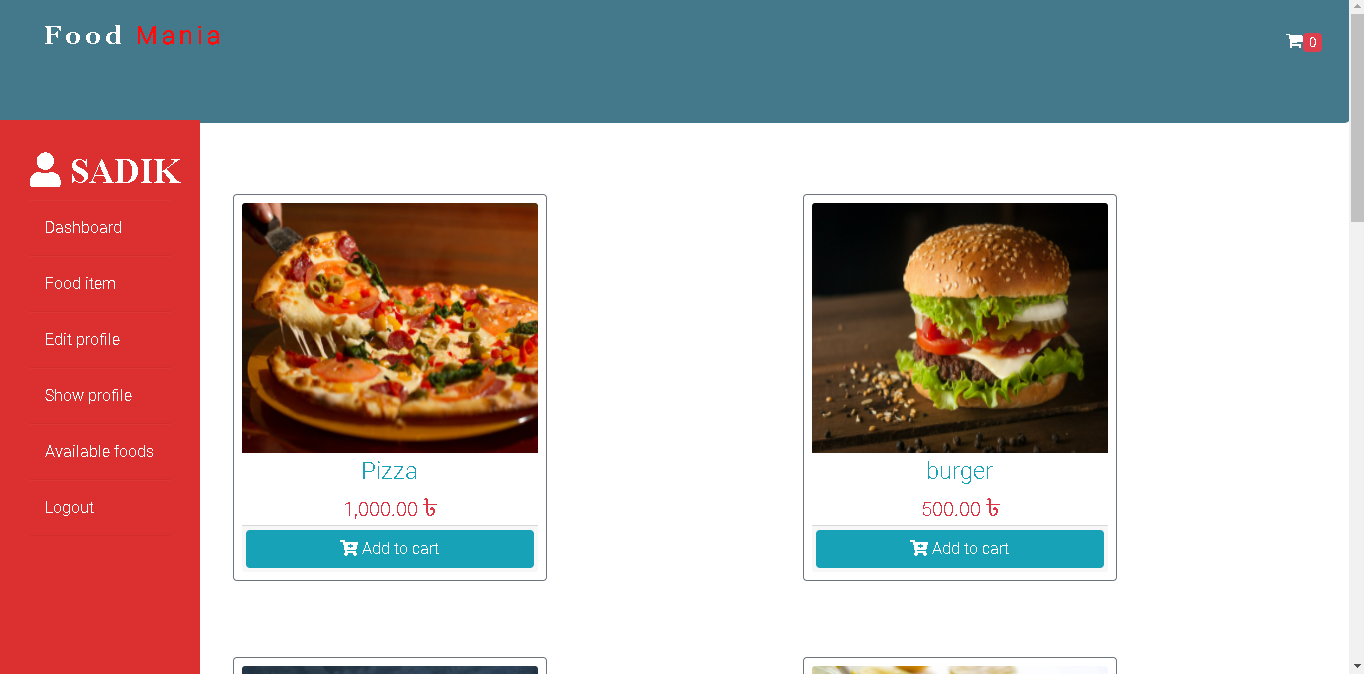 Food Mania
0
SADIK
Dashboard
Food item
Edit profile
Show profile
Available foods
Logout
Pizza
1,000.00 ৳
Add to cart
burger
500.00 ৳
Add to cart